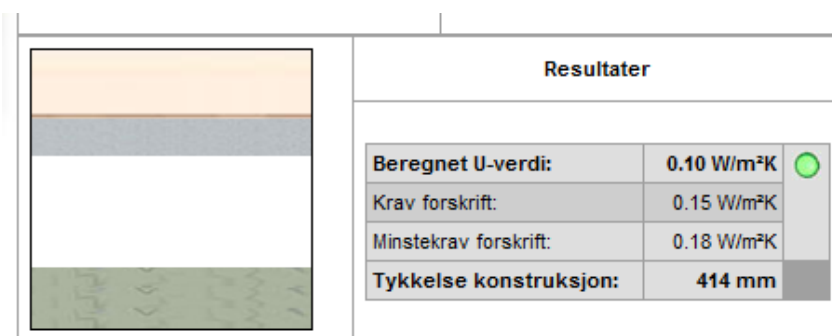 Resultater
Beregnet U-verdi: 0.10 W/m²K
Krav forskrift: 0.15 W/m²K
Minstekrav forskrift: 0.18 W/m²K
Tykkelse konstruksjon: 414 mm